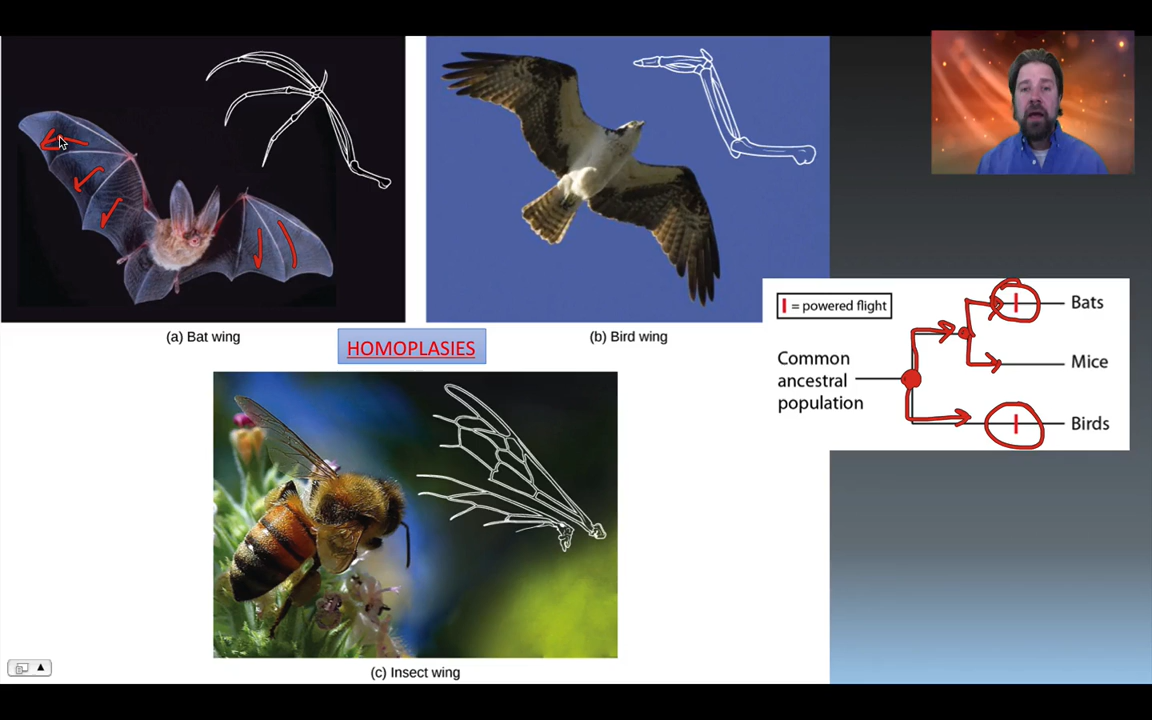 (a) Bat wing
(b) Bird wing
HOMOPLASIES
(c) Insect wing
= powered flight
Common
ancestral
population
Bats
Mice
Birds